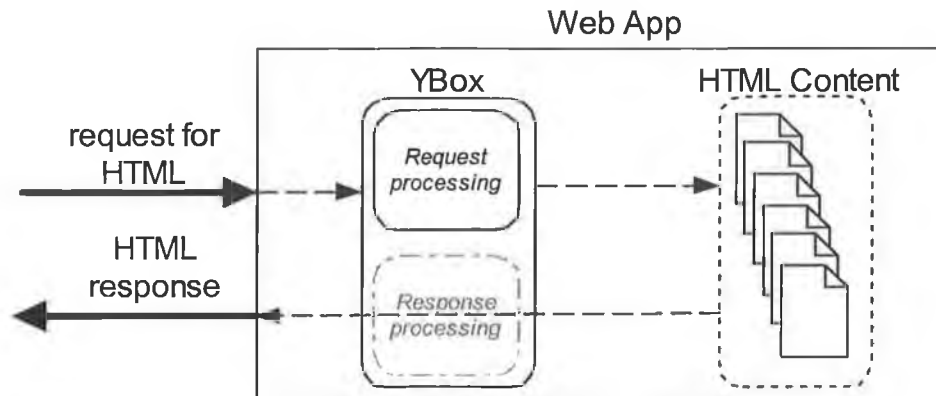 Web App
YBox
HTML Content
request for
HTML
Request
processing
HTML
response
Response
processing